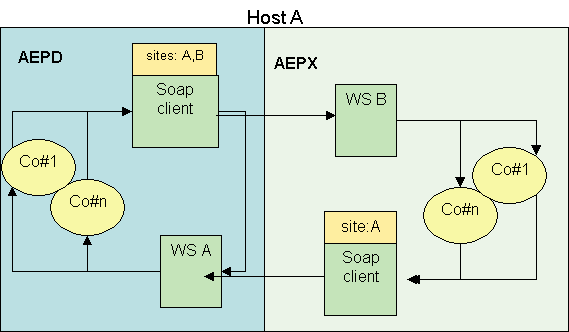 Host A
AEPD
AEPX
sites: A,B
Soap
client
WS B
Co#1
Co#n
Co#1
Co#n
WS A
site:A
Soap
client